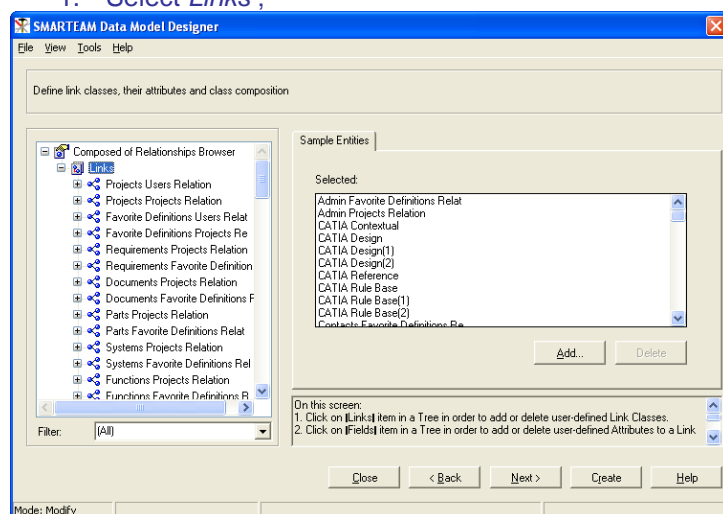 1. Select Links ;
SMARTEAM Data Model Designer
File View Tools Help
Define link classes, their attributes and class composition
Composed of Relationships Browser
Links
Projects Users Relation
Projects Projects Relation
Favorite Definitions Users Relat
Favorite Definitions Projects Re
Requirements Projects Relation
Requirements Favorite Definition
Documents Projects Relation
Documents Favorite Definitions F
Parts Projects Relation
Parts Favorite Definitions Relat
Systems Projects Relation
Systems Favorite Definitions Rel
Functions Projects Relation
Functions Favorite Definitions R
Filter: (All)
Sample Entities
Selected:
Admin Favorite Definitions Relat
Admin Projects Relation
CATIA Contextual
CATIA Design
CATIA Design(1)
CATIA Design(2)
CATIA Reference
CATIA Rule Base
CATIA Rule Base(1)
CATIA Rule Base(2)
Contacts Favorite Definitions Re
Add... Delete
On this screen:
1. Click on |Links| item in a Tree in order to add or delete user-defined Link Classes.
2. Click on |Fields| item in a Tree in order to add or delete user-defined Attributes to a Link
Close < Back Next > Create Help
Mode: Modify